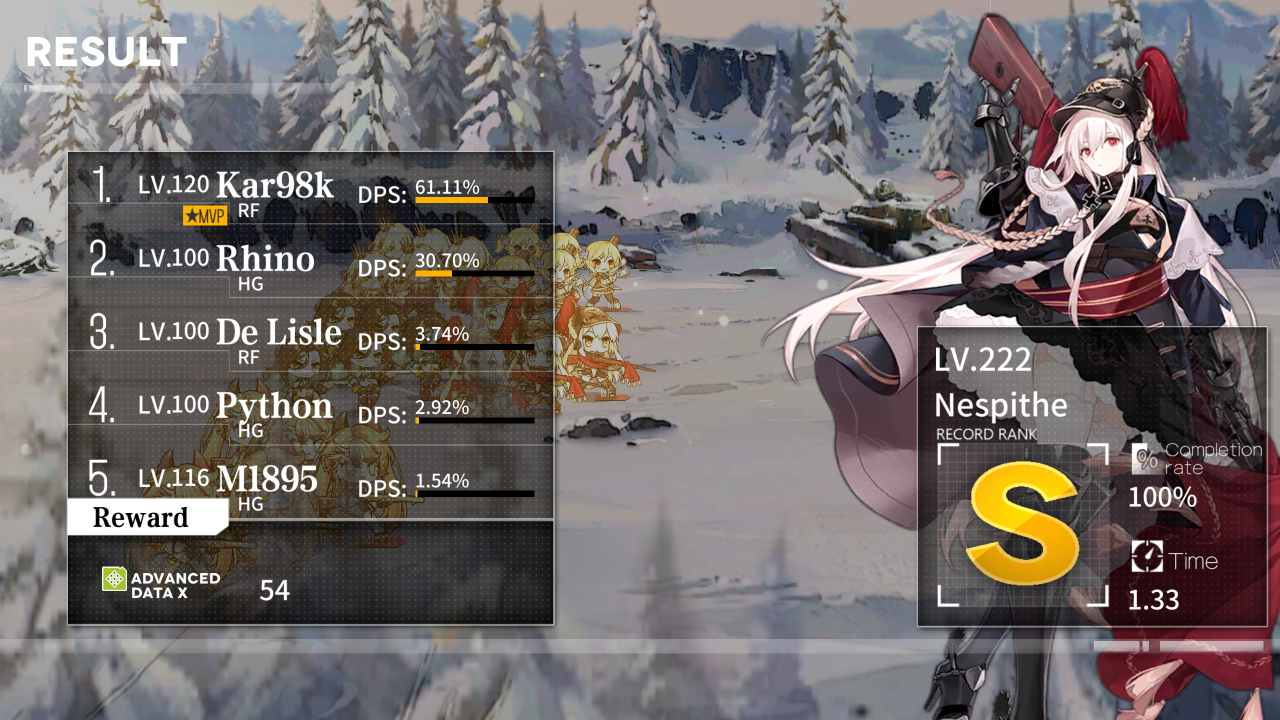 RESULT
1. LV.120 Kar98k DPS: 61.11%
★MVP RF
2. LV.100 Rhino DPS: 30.70%
HG
3. LV.100 De Lisle DPS: 3.74%
RF
4. LV.100 Python DPS: 2.92%
HG
5. LV.116 M1895 DPS: 1.54%
HG
Reward
ADVANCED
DATA X
54
LV.222
Nespithe
RECORD RANK
S
% Completion
rate
100%
Time
1.33